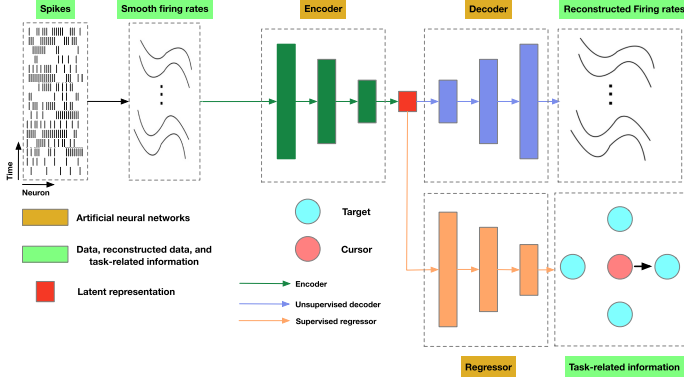 Spikes
Smooth firing rates
Encoder
Decoder
Reconstructed Firing rates
Time
Neuron
Artificial neural networks
Data, reconstructed data, and
task-related information
Latent representation
Target
Cursor
Encoder
Unsupervised decoder
Supervised regressor
Regressor
Task-related information